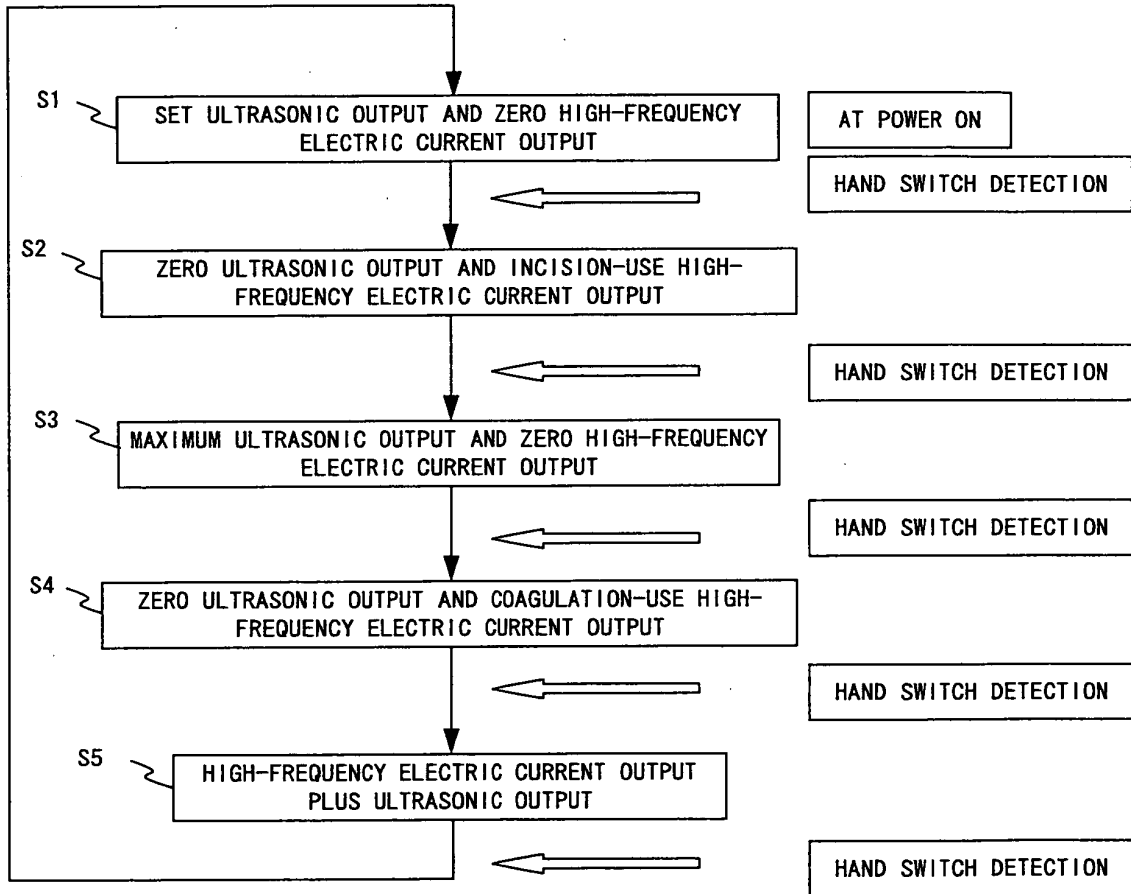 S1
SET ULTRASONIC OUTPUT AND ZERO HIGH-FREQUENCY
ELECTRIC CURRENT OUTPUT
AT POWER ON
HAND SWITCH DETECTION
S2
ZERO ULTRASONIC OUTPUT AND INCISION-USE HIGH-
FREQUENCY ELECTRIC CURRENT OUTPUT
HAND SWITCH DETECTION
S3
MAXIMUM ULTRASONIC OUTPUT AND ZERO HIGH-FREQUENCY
ELECTRIC CURRENT OUTPUT
HAND SWITCH DETECTION
S4
ZERO ULTRASONIC OUTPUT AND COAGULATION-USE HIGH-
FREQUENCY ELECTRIC CURRENT OUTPUT
HAND SWITCH DETECTION
S5
HIGH-FREQUENCY ELECTRIC CURRENT OUTPUT
PLUS ULTRASONIC OUTPUT
HAND SWITCH DETECTION